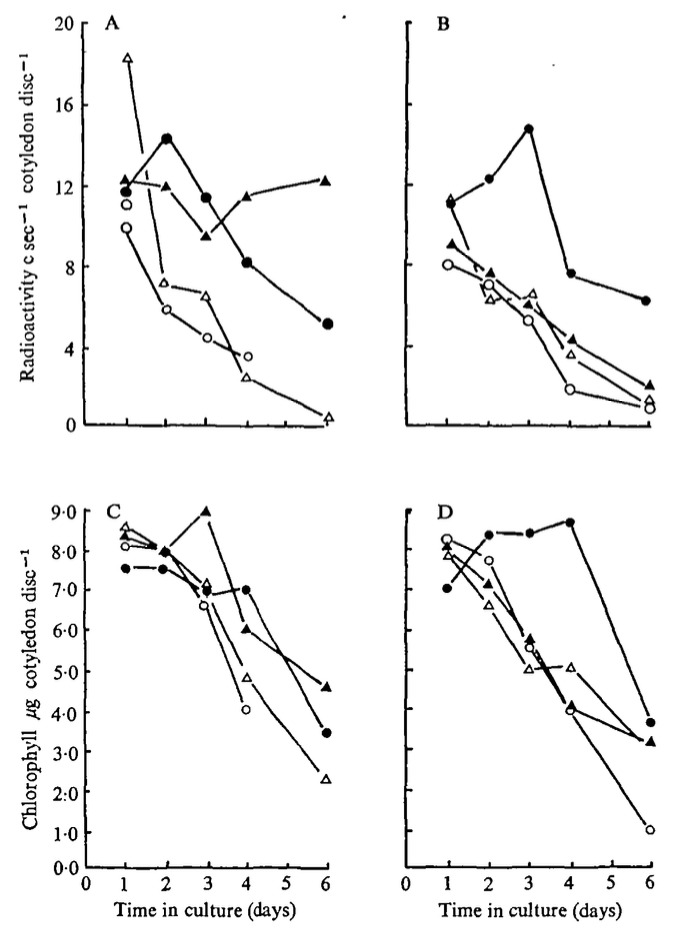 A
B
20
16
12
8
4
0
Radioactivity c sec⁻¹ cotyledon disc⁻¹
C
D
9·0
8·0
7·0
6·0
5·0
4·0
3·0
2·0
1·0
0·0
Chlorophyll μg cotyledon disc⁻¹
0 1 2 3 4 5 6
0 1 2 3 4 5 6
Time in culture (days)
Time in culture (days)